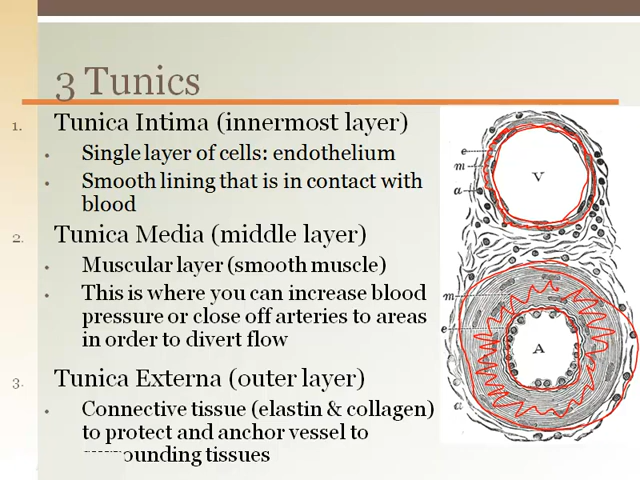 3 Tunics
1. Tunica Intima (innermost layer)
• Single layer of cells: endothelium
• Smooth lining that is in contact with
blood
2. Tunica Media (middle layer)
• Muscular layer (smooth muscle)
• This is where you can increase blood
pressure or close off arteries to areas
in order to divert flow
3. Tunica Externa (outer layer)
• Connective tissue (elastin & collagen)
to protect and anchor vessel to
surrounding tissues
e
m
a
V
m
e
A
a